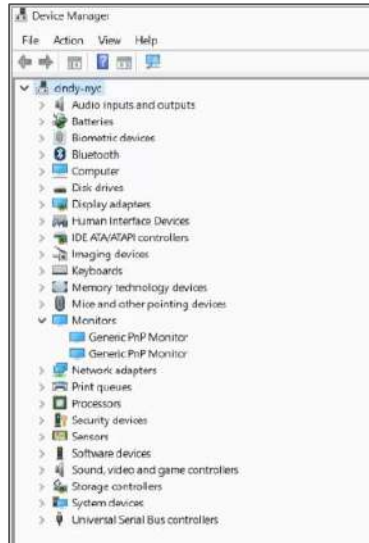 Device Manager
File Action View Help
andy-nyc
Audio inputs and outputs
Batteries
Biometric devices
Bluetooth
Computer
Disk drives
Display adapters
Human Interface Devices
IDE ATA/ATAPI controllers
Imaging devices
Keyboards
Memory technology devices
Mice and other pointing devices
Monitors
Generic PnP Monitor
Generic PnP Monitor
Network adapters
Print queues
Processors
Security devices
Sensors
Software devices
Sound, video and game controllers
Storage controllers
System devices
Universal Serial Bus controllers